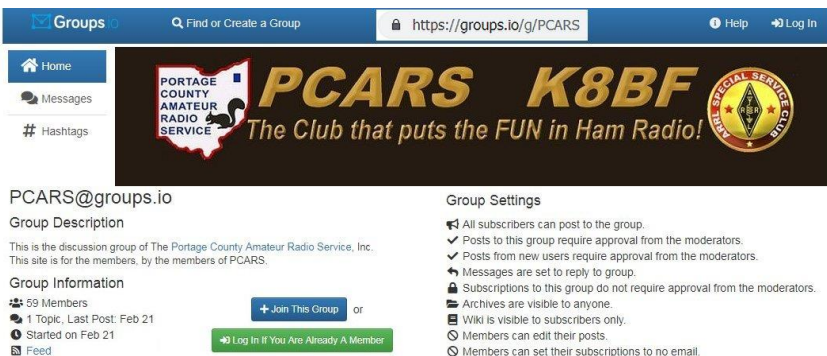 Groups.io
Find or Create a Group
https://groups.io/g/PCARS
Help
Log In
Home
Messages
# Hashtags
PORTAGE
COUNTY
AMATEUR
RADIO
SERVICE
PCARS K8BF
The Club that puts the FUN in Ham Radio!
ARRL SPECIAL SERVICE CLUB
PCARS@groups.io
Group Description
This is the discussion group of The Portage County Amateur Radio Service, Inc.
This site is for the members, by the members of PCARS.
Group Information
59 Members
1 Topic, Last Post: Feb 21
Started on Feb 21
Feed
+ Join This Group or
Log In If You Are Already A Member
Group Settings
All subscribers can post to the group.
Posts to this group require approval from the moderators.
Posts from new users require approval from the moderators.
Messages are set to reply to group.
Subscriptions to this group do not require approval from the moderators.
Archives are visible to anyone.
Wiki is visible to subscribers only.
Members can edit their posts.
Members can set their subscriptions to no email.